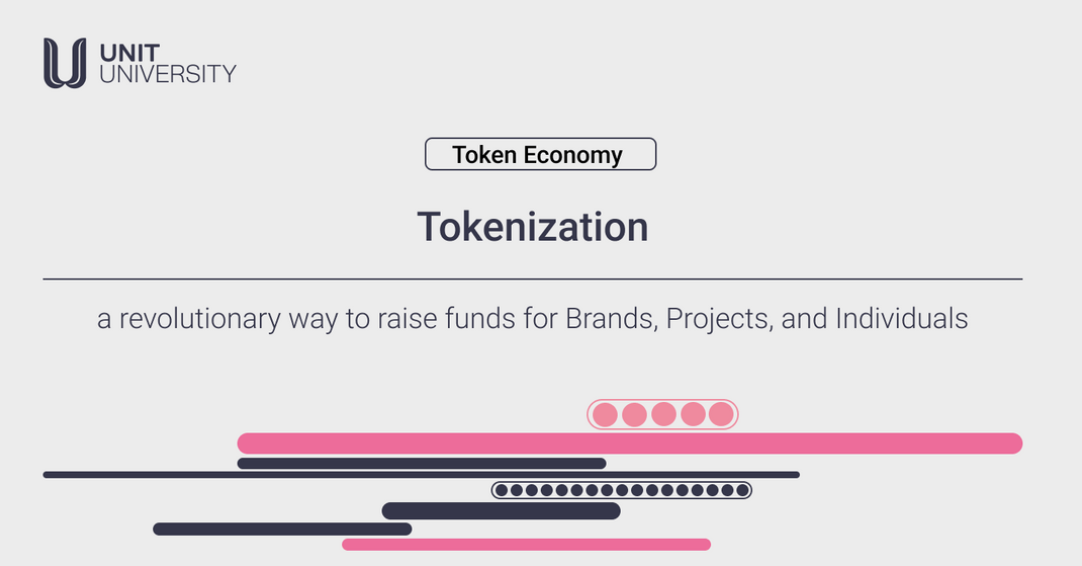 UNIT
UNIVERSITY
Token Economy
Tokenization
a revolutionary way to raise funds for Brands, Projects, and Individuals